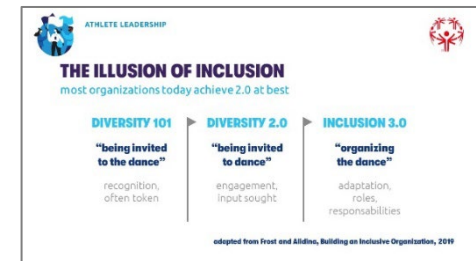 ATHLETE LEADERSHIP
THE ILLUSION OF INCLUSION
most organizations today achieve 2.0 at best
DIVERSITY 101
"being invited
to the dance"
recognition,
often token
DIVERSITY 2.0
"being invited
to dance"
engagement,
input sought
INCLUSION 3.0
"organizing
the dance"
adaptation,
roles,
responsabilities
adapted from Frost and Alidina, Building an Inclusive Organization, 2019